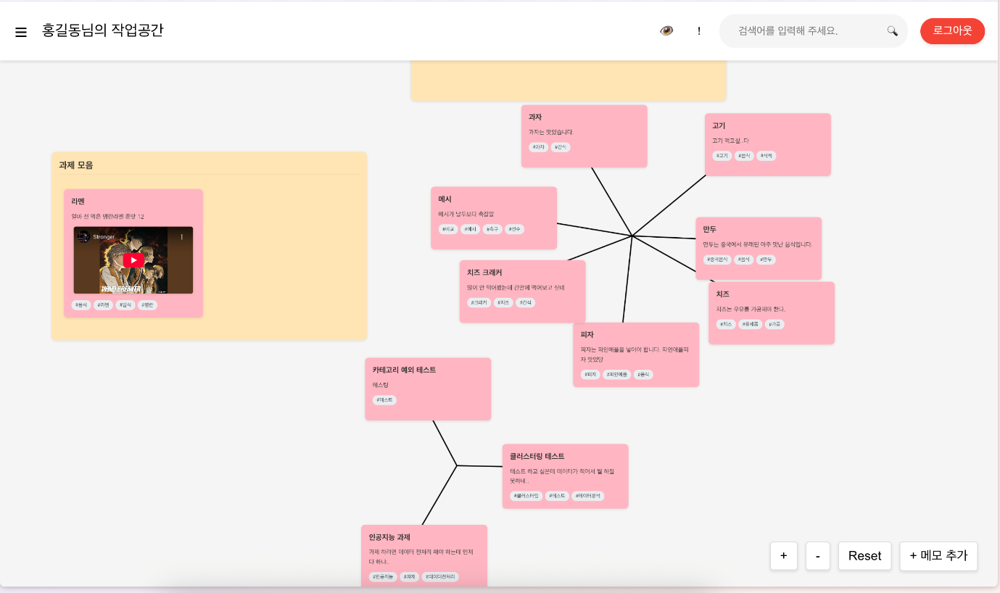 홍길동님의 작업공간
!
검색어를 입력해 주세요.
로그아웃
과자
과자는 맛있습니다.
#과자 #간식
고기
고기 먹고싶..다
#고기 #음식 #식욕
과제 모음
라멘
얼마 전 먹은 명란라멘 존맛 12
Stronger
WIND BREAKER
#음식 #라멘 #일식 #명란
메시
메시가 날두보다 축잘알
#비교 #메시 #축구 #선수
만두
만두는 중국에서 유래된 아주 맛난 음식입니다.
#중국음식 #음식 #만두
치즈 크래커
많이 안 먹어봤는데 간만에 먹어보고 싶네
#크래커 #치즈 #간식
치즈
치즈는 우유를 가공해야 한다.
#치즈 #유제품 #가공
피자
피자는 파인애플을 넣어야 합니다. 파인애플피
자 맛있당
#피자 #파인애플 #음식
카테고리 예외 테스트
테스팅
#테스트
클러스터링 테스트
테스트 하고 싶은데 데이터가 적어서 뭘 하질
못하네..
#클러스터링 #테스트 #데이터분석
인공지능 과제
과제 하려면 데이터 전처리 해야 하는데 언제
다 하냐..
#인공지능 #과제 #데이터전처리
+ - Reset + 메모 추가